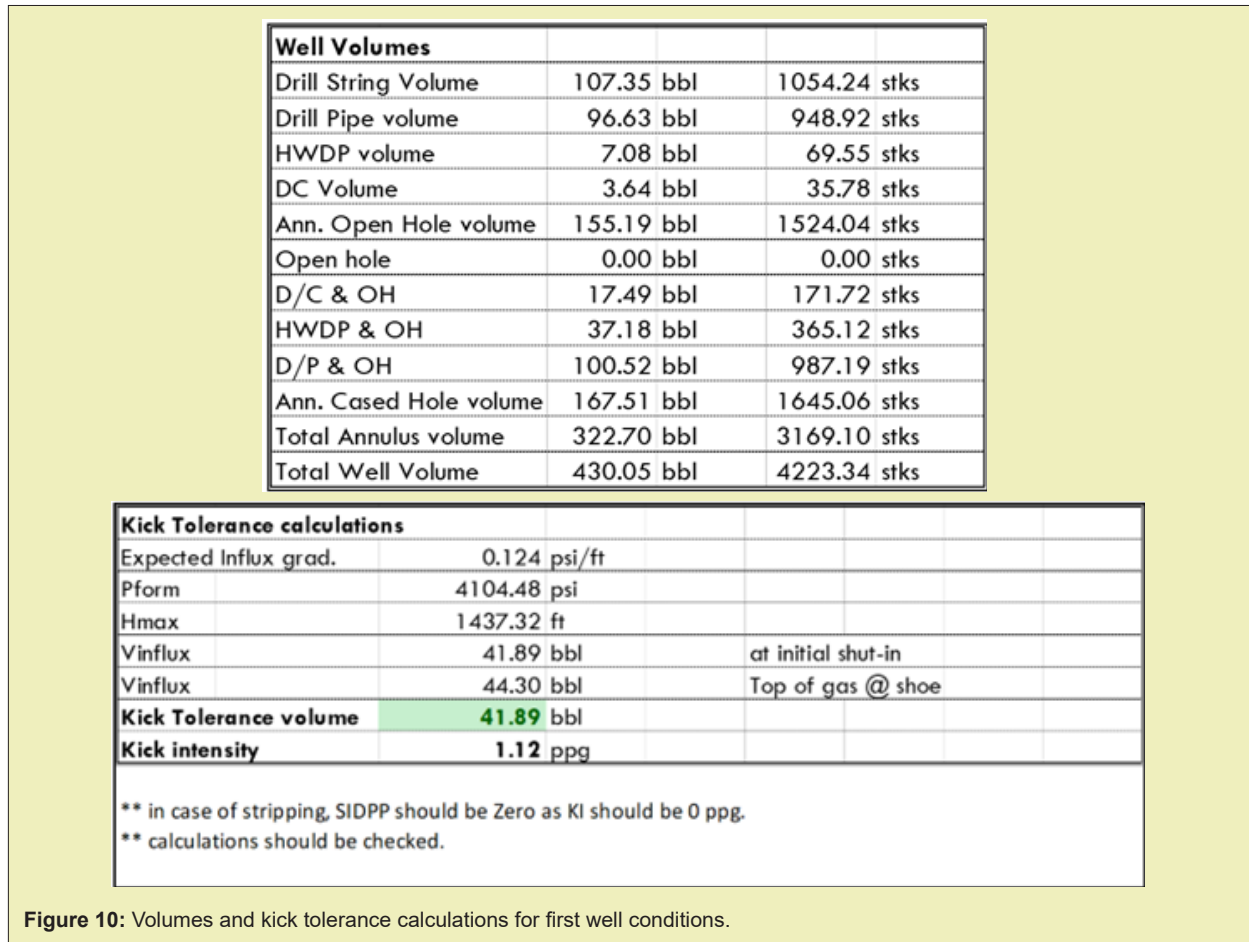 Well Volumes
Drill String Volume 107.35 bbl 1054.24 stks
Drill Pipe volume 96.63 bbl 948.92 stks
HWDP volume 7.08 bbl 69.55 stks
DC Volume 3.64 bbl 35.78 stks
Ann. Open Hole volume 155.19 bbl 1524.04 stks
Open hole 0.00 bbl 0.00 stks
D/C & OH 17.49 bbl 171.72 stks
HWDP & OH 37.18 bbl 365.12 stks
D/P & OH 100.52 bbl 987.19 stks
Ann. Cased Hole volume 167.51 bbl 1645.06 stks
Total Annulus volume 322.70 bbl 3169.10 stks
Total Well Volume 430.05 bbl 4223.34 stks
Kick Tolerance calculations
Expected Influx grad. 0.124 psi/ft
Pform 4104.48 psi
Hmax 1437.32 ft
Vinflux 41.89 bbl at initial shut-in
Vinflux 44.30 bbl Top of gas @ shoe
Kick Tolerance volume 41.89 bbl
Kick intensity 1.12 ppg
** in case of stripping, SIDPP should be Zero as KI should be 0 ppg.
** calculations should be checked.
Figure 10: Volumes and kick tolerance calculations for first well conditions.